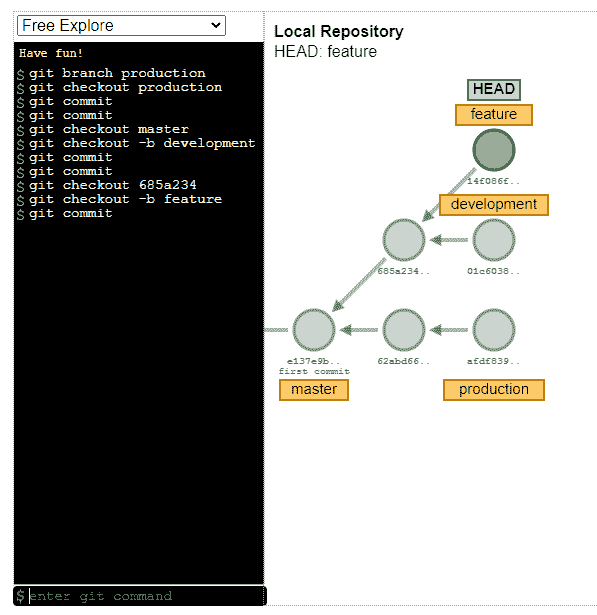 Free Explore
Have fun!
$ git branch production
$ git checkout production
$ git commit
$ git commit
$ git checkout master
$ git checkout -b development
$ git commit
$ git commit
$ git checkout 685a234
$ git checkout -b feature
$ git commit
$ enter git command
Local Repository
HEAD: feature
HEAD
feature
14f086f..
development
685a234..
01c6038..
e137e9b..
first commit
62abd66..
afdf839..
master
production